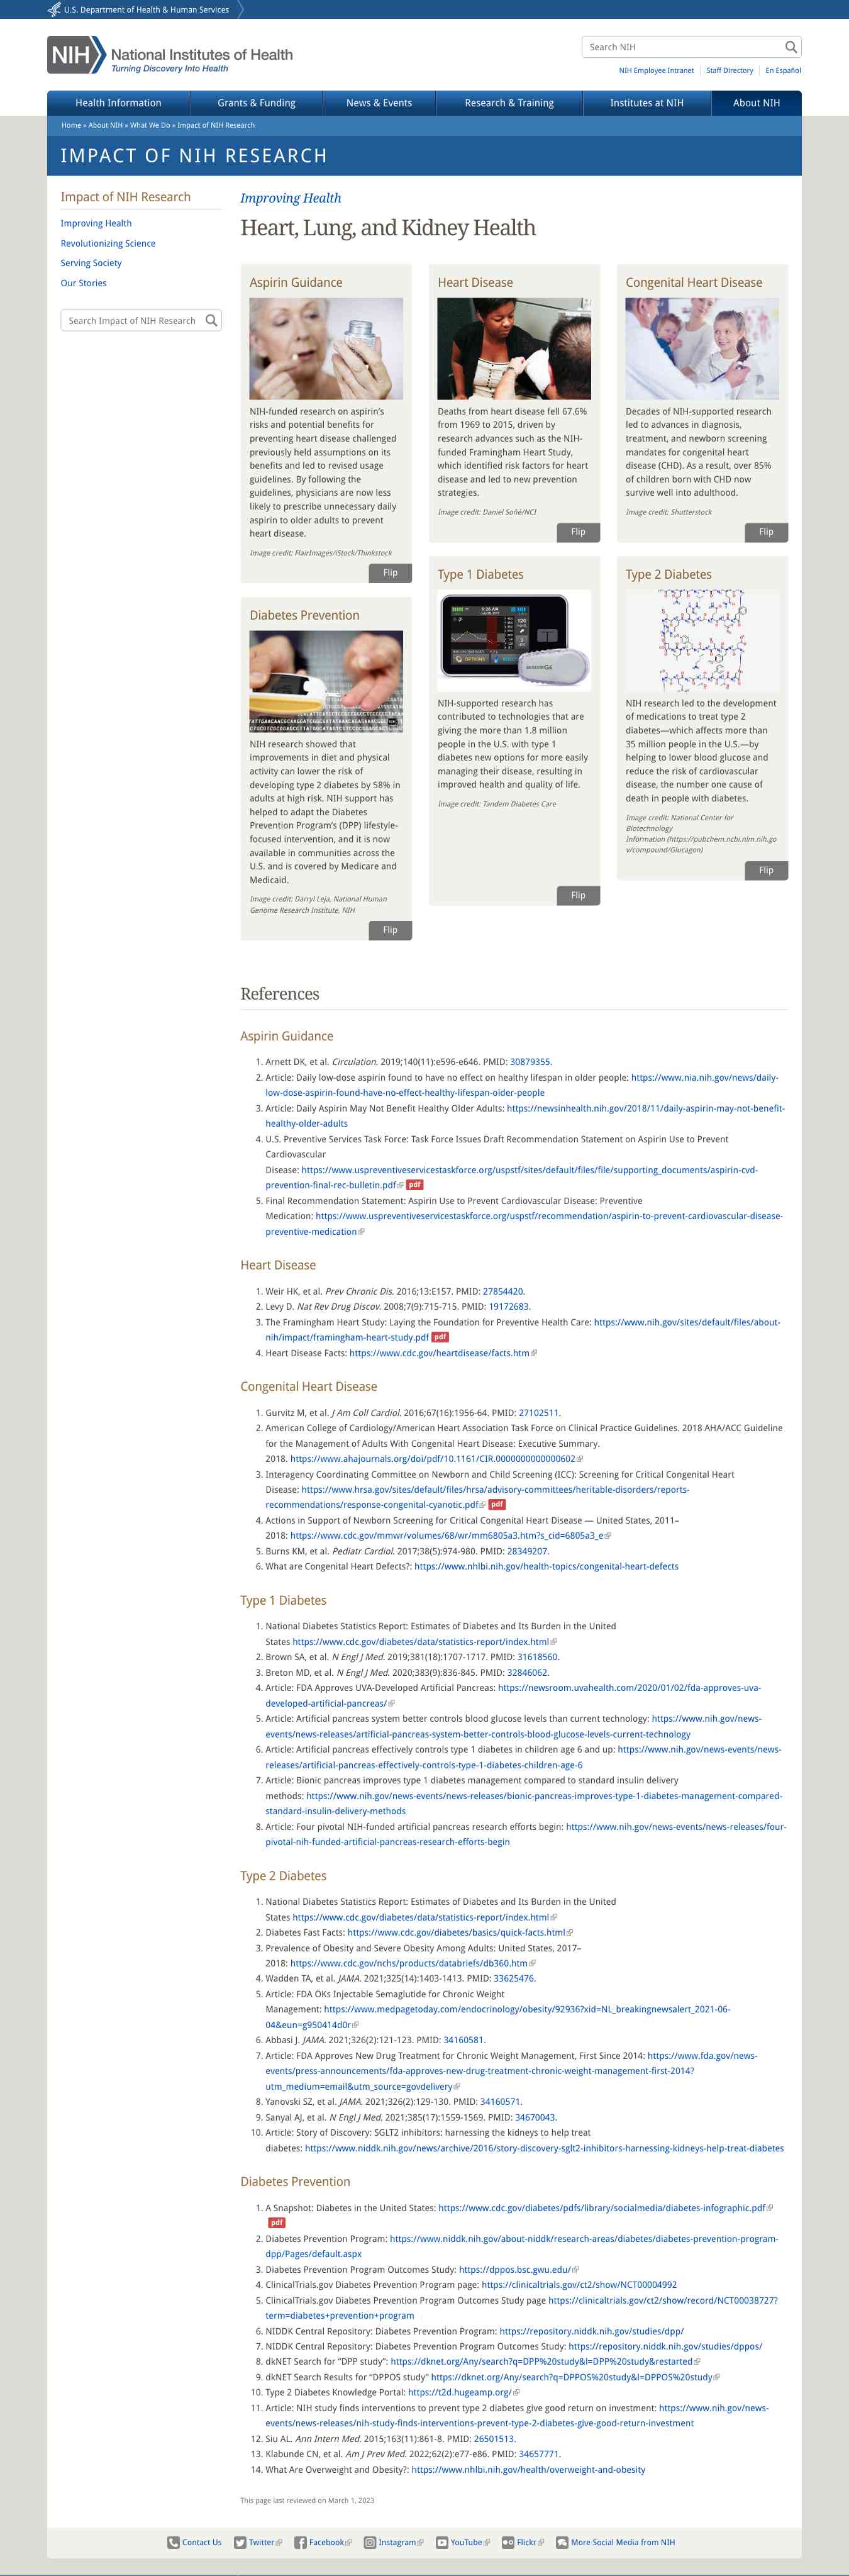 U.S. Department of Health & Human Services
NIH National Institutes of Health
Turning Discovery Into Health
Search NIH
NIH Employee Intranet
Staff Directory
En Español
Health Information
Grants & Funding
News & Events
Research & Training
Institutes at NIH
About NIH
Home » About NIH » What We Do » Impact of NIH Research
IMPACT OF NIH RESEARCH
Impact of NIH Research
Improving Health
Revolutionizing Science
Serving Society
Our Stories
Search Impact of NIH Research
Improving Health
Heart, Lung, and Kidney Health
Aspirin Guidance
NIH-funded research on aspirin's
risks and potential benefits for
preventing heart disease challenged
previously held assumptions on its
benefits and led to revised usage
guidelines. By following the
guidelines, physicians are now less
likely to prescribe unnecessary daily
aspirin to older adults to prevent
heart disease.
Image credit: FlairImages/iStock/Thinkstock
Flip
Heart Disease
Deaths from heart disease fell 67.6%
from 1969 to 2015, driven by
research advances such as the NIH-
funded Framingham Heart Study,
which identified risk factors for heart
disease and led to new prevention
strategies.
Image credit: Daniel Soñé/NCI
Flip
Congenital Heart Disease
Decades of NIH-supported research
led to advances in diagnosis,
treatment, and newborn screening
mandates for congenital heart
disease (CHD). As a result, over 85%
of children born with CHD now
survive well into adulthood.
Image credit: Shutterstock
Flip
Diabetes Prevention
NIH research showed that
improvements in diet and physical
activity can lower the risk of
developing type 2 diabetes by 58% in
adults at high risk. NIH support has
helped to adapt the Diabetes
Prevention Program's (DPP) lifestyle-
focused intervention, and it is now
available in communities across the
U.S. and is covered by Medicare and
Medicaid.
Image credit: Darryl Leja, National Human
Genome Research Institute, NIH
Flip
Type 1 Diabetes
OPTIONS
NIH-supported research has
contributed to technologies that are
giving the more than 1.8 million
people in the U.S. with type 1
diabetes new options for more easily
managing their disease, resulting in
improved health and quality of life.
Image credit: Tandem Diabetes Care
Flip
Type 2 Diabetes
NIH research led to the development
of medications to treat type 2
diabetes—which affects more than
35 million people in the U.S.—by
helping to lower blood glucose and
reduce the risk of cardiovascular
disease, the number one cause of
death in people with diabetes.
Image credit: National Center for
Biotechnology
Information (https://pubchem.ncbi.nlm.nih.go
v/compound/Glucagon)
Flip
References
Aspirin Guidance
1. Arnett DK, et al. Circulation. 2019;140(11):e596-e646. PMID: 30879355.
2. Article: Daily low-dose aspirin found to have no effect on healthy lifespan in older people: https://www.nia.nih.gov/news/daily-
low-dose-aspirin-found-have-no-effect-healthy-lifespan-older-people
3. Article: Daily Aspirin May Not Benefit Healthy Older Adults: https://newsinhealth.nih.gov/2018/11/daily-aspirin-may-not-benefit-
healthy-older-adults
4. U.S. Preventive Services Task Force: Task Force Issues Draft Recommendation Statement on Aspirin Use to Prevent
Cardiovascular
Disease: https://www.uspreventiveservicestaskforce.org/uspstf/sites/default/files/file/supporting_documents/aspirin-cvd-
prevention-final-rec-bulletin.pdf pdf
5. Final Recommendation Statement: Aspirin Use to Prevent Cardiovascular Disease: Preventive
Medication: https://www.uspreventiveservicestaskforce.org/uspstf/recommendation/aspirin-to-prevent-cardiovascular-disease-
preventive-medication
Heart Disease
1. Weir HK, et al. Prev Chronic Dis. 2016;13:E157. PMID: 27854420.
2. Levy D. Nat Rev Drug Discov. 2008;7(9):715-715. PMID: 19172683.
3. The Framingham Heart Study: Laying the Foundation for Preventive Health Care: https://www.nih.gov/sites/default/files/about-
nih/impact/framingham-heart-study.pdf pdf
4. Heart Disease Facts: https://www.cdc.gov/heartdisease/facts.htm
Congenital Heart Disease
1. Gurvitz M, et al. J Am Coll Cardiol. 2016;67(16):1956-64. PMID: 27102511.
2. American College of Cardiology/American Heart Association Task Force on Clinical Practice Guidelines. 2018 AHA/ACC Guideline
for the Management of Adults With Congenital Heart Disease: Executive Summary.
2018. https://www.ahajournals.org/doi/pdf/10.1161/CIR.0000000000000602
3. Interagency Coordinating Committee on Newborn and Child Screening (ICC): Screening for Critical Congenital Heart
Disease: https://www.hrsa.gov/sites/default/files/hrsa/advisory-committees/heritable-disorders/reports-
recommendations/response-congenital-cyanotic.pdf pdf
4. Actions in Support of Newborn Screening for Critical Congenital Heart Disease — United States, 2011–
2018: https://www.cdc.gov/mmwr/volumes/68/wr/mm6805a3.htm?s_cid=6805a3_e
5. Burns KM, et al. Pediatr Cardiol. 2017;38(5):974-980. PMID: 28349207.
6. What are Congenital Heart Defects?: https://www.nhlbi.nih.gov/health-topics/congenital-heart-defects
Type 1 Diabetes
1. National Diabetes Statistics Report: Estimates of Diabetes and Its Burden in the United
States https://www.cdc.gov/diabetes/data/statistics-report/index.html
2. Brown SA, et al. N Engl J Med. 2019;381(18):1707-1717. PMID: 31618560.
3. Breton MD, et al. N Engl J Med. 2020;383(9):836-845. PMID: 32846062.
4. Article: FDA Approves UVA-Developed Artificial Pancreas: https://newsroom.uvahealth.com/2020/01/02/fda-approves-uva-
developed-artificial-pancreas/
5. Article: Artificial pancreas system better controls blood glucose levels than current technology: https://www.nih.gov/news-
events/news-releases/artificial-pancreas-system-better-controls-blood-glucose-levels-current-technology
6. Article: Artificial pancreas effectively controls type 1 diabetes in children age 6 and up: https://www.nih.gov/news-events/news-
releases/artificial-pancreas-effectively-controls-type-1-diabetes-children-age-6
7. Article: Bionic pancreas improves type 1 diabetes management compared to standard insulin delivery
methods: https://www.nih.gov/news-events/news-releases/bionic-pancreas-improves-type-1-diabetes-management-compared-
standard-insulin-delivery-methods
8. Article: Four pivotal NIH-funded artificial pancreas research efforts begin: https://www.nih.gov/news-events/news-releases/four-
pivotal-nih-funded-artificial-pancreas-research-efforts-begin
Type 2 Diabetes
1. National Diabetes Statistics Report: Estimates of Diabetes and Its Burden in the United
States https://www.cdc.gov/diabetes/data/statistics-report/index.html
2. Diabetes Fast Facts: https://www.cdc.gov/diabetes/basics/quick-facts.html
3. Prevalence of Obesity and Severe Obesity Among Adults: United States, 2017–
2018: https://www.cdc.gov/nchs/products/databriefs/db360.htm
4. Wadden TA, et al. JAMA. 2021;325(14):1403-1413. PMID: 33625476.
5. Article: FDA OKs Injectable Semaglutide for Chronic Weight
Management: https://www.medpagetoday.com/endocrinology/obesity/92936?xid=NL_breakingnewsalert_2021-06-
04&eun=g950414d0r
6. Abbasi J. JAMA. 2021;326(2):121-123. PMID: 34160581.
7. Article: FDA Approves New Drug Treatment for Chronic Weight Management, First Since 2014: https://www.fda.gov/news-
events/press-announcements/fda-approves-new-drug-treatment-chronic-weight-management-first-2014?
utm_medium=email&utm_source=govdelivery
8. Yanovski SZ, et al. JAMA. 2021;326(2):129-130. PMID: 34160571.
9. Sanyal AJ, et al. N Engl J Med. 2021;385(17):1559-1569. PMID: 34670043.
10. Article: Story of Discovery: SGLT2 inhibitors: harnessing the kidneys to help treat
diabetes: https://www.niddk.nih.gov/news/archive/2016/story-discovery-sglt2-inhibitors-harnessing-kidneys-help-treat-diabetes
Diabetes Prevention
1. A Snapshot: Diabetes in the United States: https://www.cdc.gov/diabetes/pdfs/library/socialmedia/diabetes-infographic.pdf
pdf
2. Diabetes Prevention Program: https://www.niddk.nih.gov/about-niddk/research-areas/diabetes/diabetes-prevention-program-
dpp/Pages/default.aspx
3. Diabetes Prevention Program Outcomes Study: https://dppos.bsc.gwu.edu/
4. ClinicalTrials.gov Diabetes Prevention Program page: https://clinicaltrials.gov/ct2/show/NCT00004992
5. ClinicalTrials.gov Diabetes Prevention Program Outcomes Study page https://clinicaltrials.gov/ct2/show/record/NCT00038727?
term=diabetes+prevention+program
6. NIDDK Central Repository: Diabetes Prevention Program: https://repository.niddk.nih.gov/studies/dpp/
7. NIDDK Central Repository: Diabetes Prevention Program Outcomes Study: https://repository.niddk.nih.gov/studies/dppos/
8. dkNET Search for “DPP study”: https://dknet.org/Any/search?q=DPP%20study&l=DPP%20study&restarted
9. dkNET Search Results for “DPPOS study” https://dknet.org/Any/search?q=DPPOS%20study&l=DPPOS%20study
10. Type 2 Diabetes Knowledge Portal: https://t2d.hugeamp.org/
11. Article: NIH study finds interventions to prevent type 2 diabetes give good return on investment: https://www.nih.gov/news-
events/news-releases/nih-study-finds-interventions-prevent-type-2-diabetes-give-good-return-investment
12. Siu AL. Ann Intern Med. 2015;163(11):861-8. PMID: 26501513.
13. Klabunde CN, et al. Am J Prev Med. 2022;62(2):e77-e86. PMID: 34657771.
14. What Are Overweight and Obesity?: https://www.nhlbi.nih.gov/health/overweight-and-obesity
This page last reviewed on March 1, 2023
Contact Us
Twitter
Facebook
Instagram
YouTube
Flickr
More Social Media from NIH